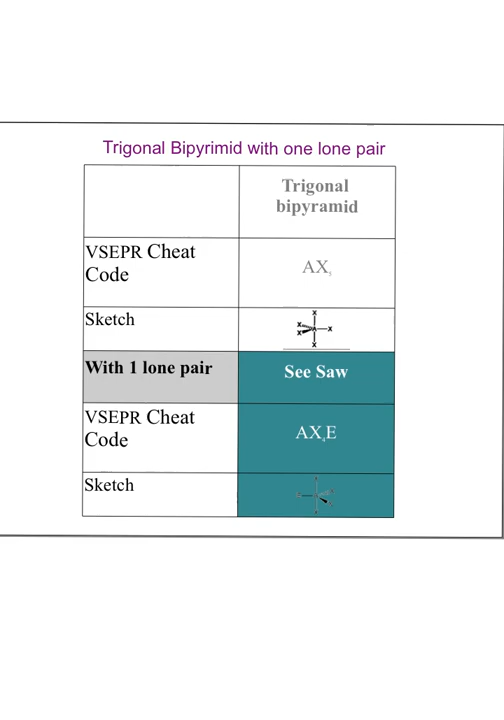 Trigonal Bipyrimid with one lone pair
Trigonal
bipyramid
VSEPR Cheat
Code
AX₅
Sketch
X
X
X
A
X
X
With 1 lone pair
See Saw
VSEPR Cheat
Code
AX₄E
Sketch